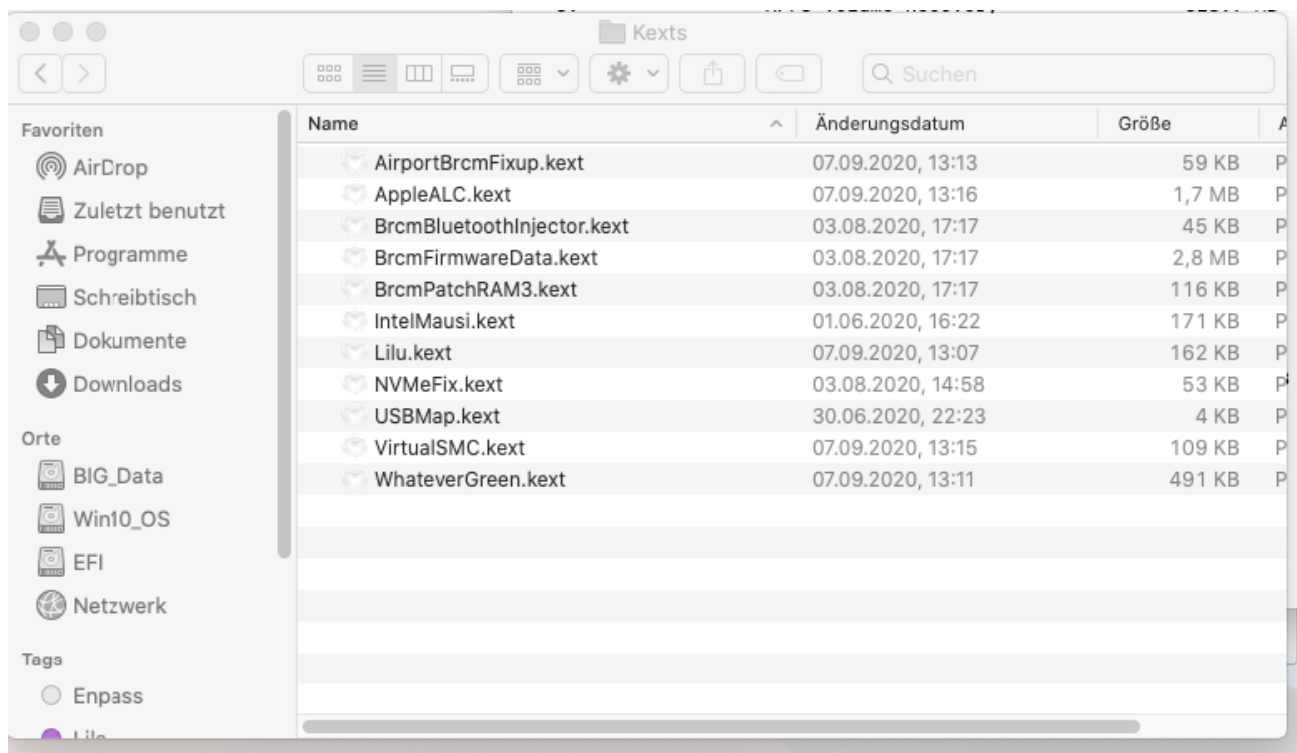 Kexts
Suchen
Favoriten
AirDrop
Zuletzt benutzt
Programme
Schreibtisch
Dokumente
Downloads
Orte
BIG_Data
Win10_OS
EFI
Netzwerk
Tags
Enpass
Name Änderungsdatum Größe
AirportBrcmFixup.kext 07.09.2020, 13:13 59 KB P
AppleALC.kext 07.09.2020, 13:16 1,7 MB P
BrcmBluetoothInjector.kext 03.08.2020, 17:17 45 KB P
BrcmFirmwareData.kext 03.08.2020, 17:17 2,8 MB P
BrcmPatchRAM3.kext 03.08.2020, 17:17 116 KB P
IntelMausi.kext 01.06.2020, 16:22 171 KB P
Lilu.kext 07.09.2020, 13:07 162 KB P
NVMeFix.kext 03.08.2020, 14:58 53 KB P
USBMap.kext 30.06.2020, 22:23 4 KB P
VirtualSMC.kext 07.09.2020, 13:15 109 KB P
WhateverGreen.kext 07.09.2020, 13:11 491 KB P